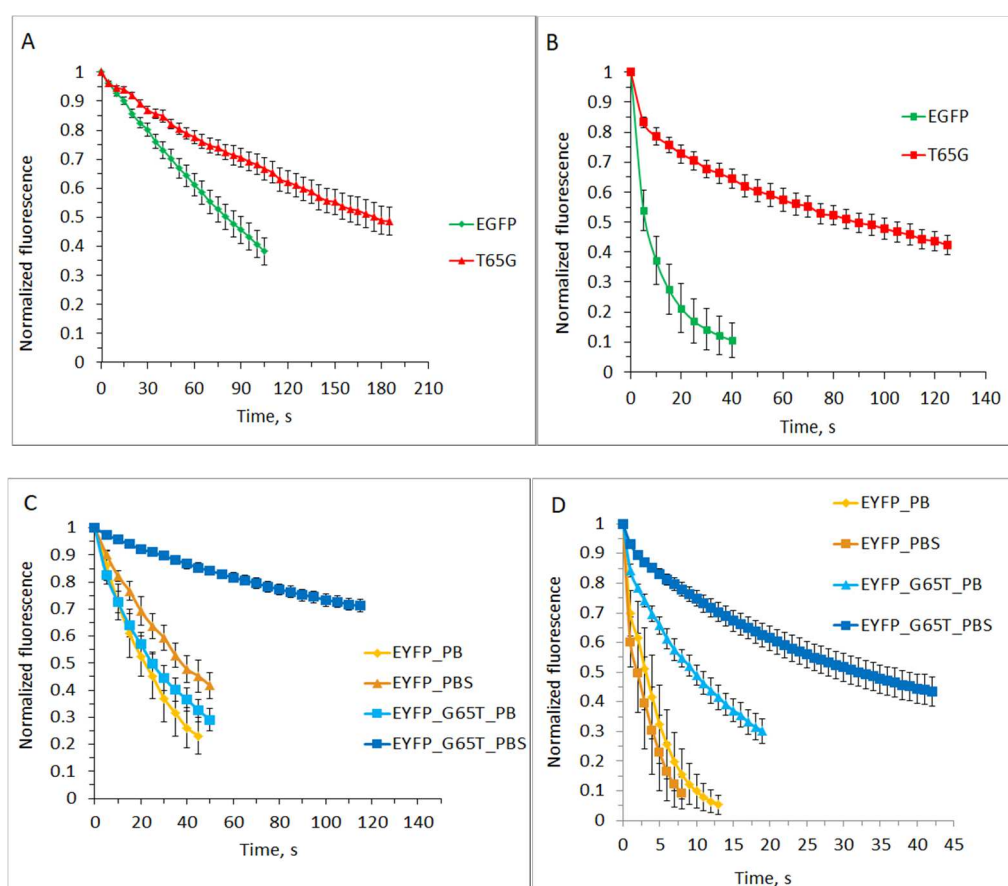 A
Normalized fluorescence
1
0.9
0.8
0.7
0.6
0.5
0.4
0.3
0.2
0.1
0
0 30 60 90 120 150 180 210
Time, s
EGFP
T65G
B
Normalized fluorescence
1
0.9
0.8
0.7
0.6
0.5
0.4
0.3
0.2
0.1
0
0 20 40 60 80 100 120 140
Time, s
EGFP
T65G
C
Normalized fluorescence
1
0.9
0.8
0.7
0.6
0.5
0.4
0.3
0.2
0.1
0
0 20 40 60 80 100 120 140
Time, s
EYFP_PB
EYFP_PBS
EYFP_G65T_PB
EYFP_G65T_PBS
D
Normalized fluorescence
1
0.9
0.8
0.7
0.6
0.5
0.4
0.3
0.2
0.1
0
0 5 10 15 20 25 30 35 40 45
Time, s
EYFP_PB
EYFP_PBS
EYFP_G65T_PB
EYFP_G65T_PBS